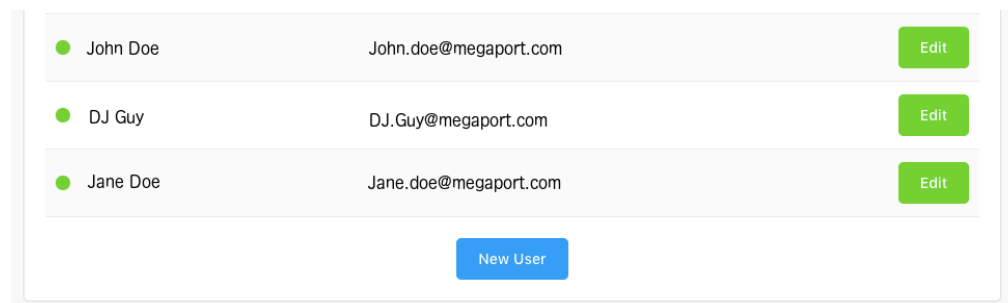 John Doe John.doe@megaport.com Edit
DJ Guy DJ.Guy@megaport.com Edit
Jane Doe Jane.doe@megaport.com Edit
New User